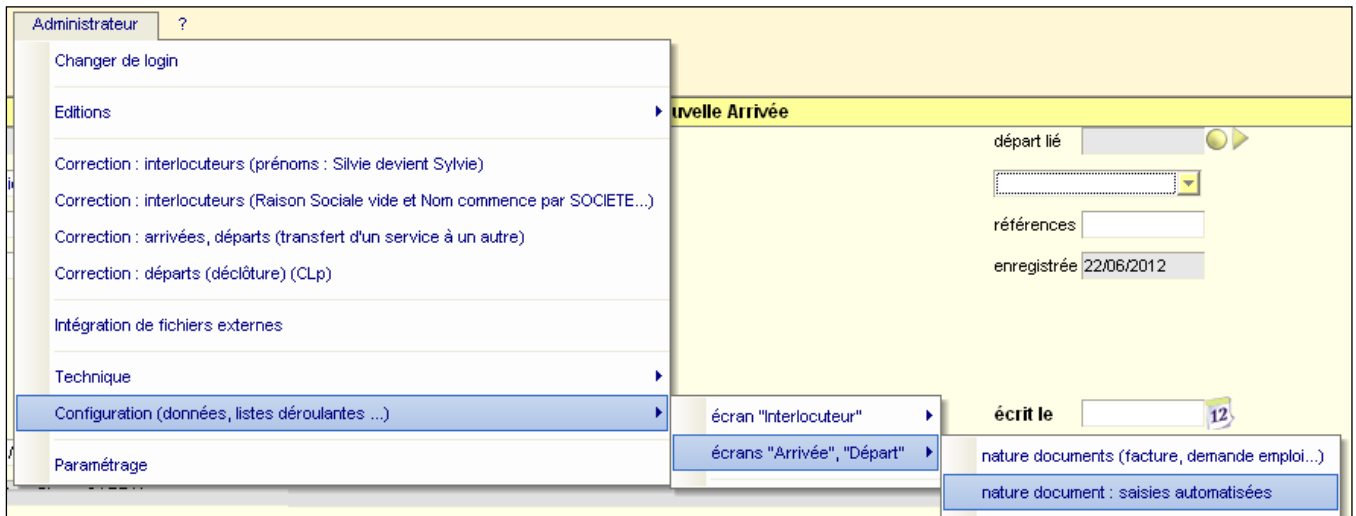 Administrateur ?
Changer de login
Editions
uvelle Arrivée
départ lié
Correction : interlocuteurs (prénoms : Silvie devient Sylvie)
Correction : interlocuteurs (Raison Sociale vide et Nom commence par SOCIETE...)
références
Correction : arrivées, départs (transfert d'un service à un autre)
Correction : départs (déclôture) (CLp)
enregistrée 22/06/2012
Intégration de fichiers externes
Technique
Configuration (données, listes déroulantes ...)
écran "Interlocuteur"
écrit le
12
écrans "Arrivée", "Départ"
nature documents (facture, demande emploi...)
Paramétrage
nature document : saisies automatisées